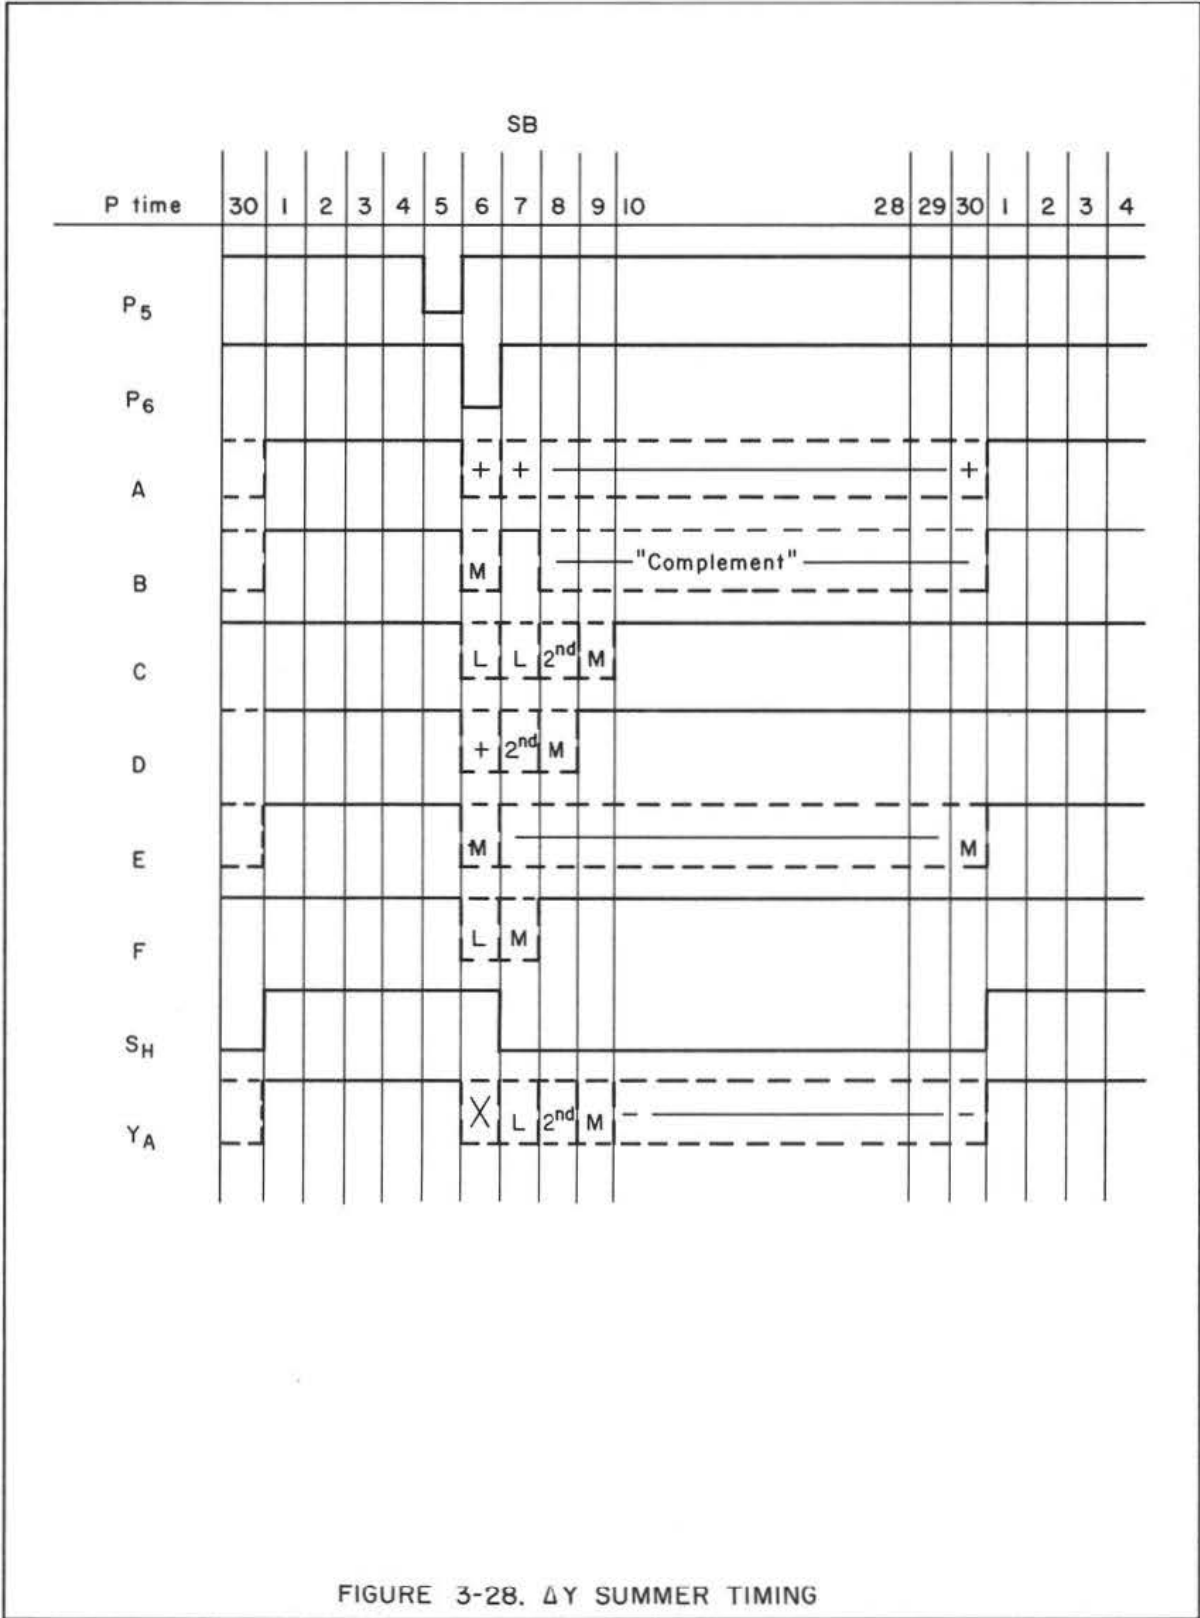 SB
P time 30 1 2 3 4 5 6 7 8 9 10 28 29 30 1 2 3 4
P5
P6
A + + +
B M "Complement"
C L L 2nd M
D + 2nd M
E M M
F L M
SH
YA X L 2nd M
FIGURE 3-28. ΔY SUMMER TIMING